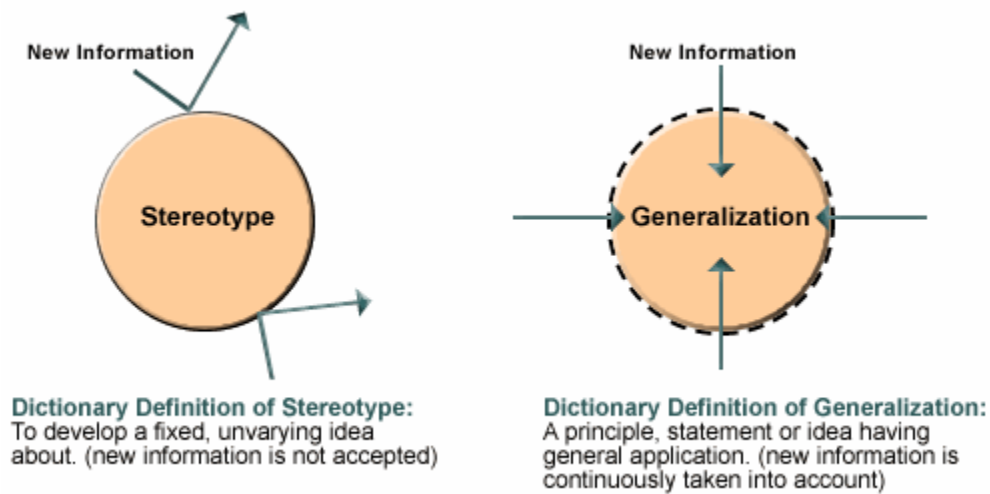 New Information
Stereotype
Dictionary Definition of Stereotype:
To develop a fixed, unvarying idea
about. (new information is not accepted)
New Information
Generalization
Dictionary Definition of Generalization:
A principle, statement or idea having
general application. (new information is
continuously taken into account)